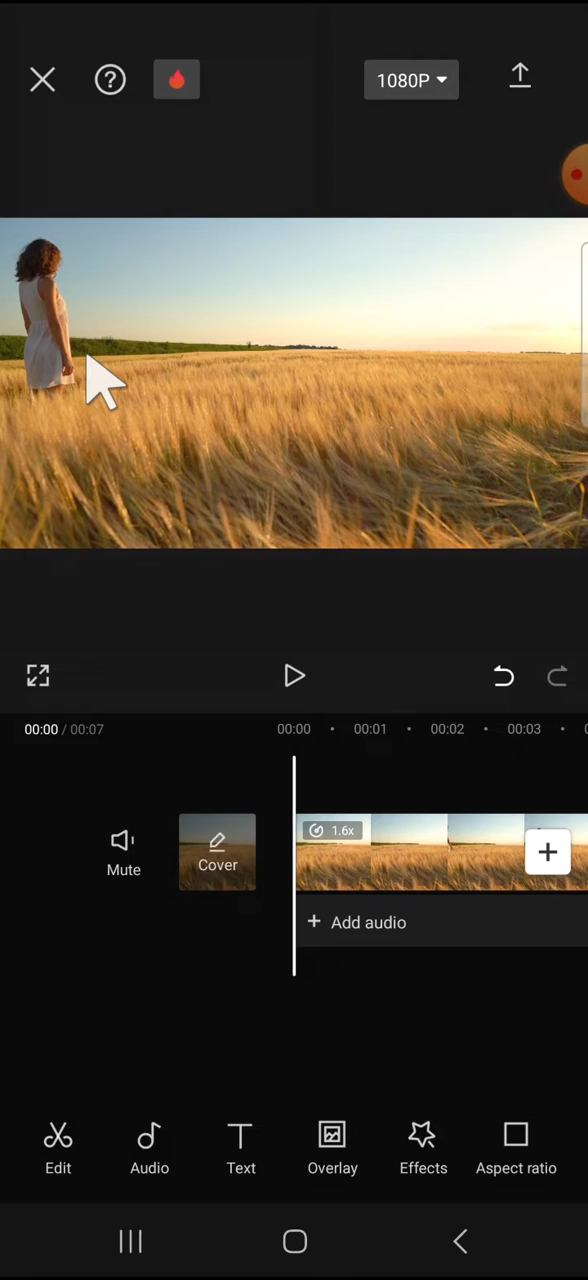 1080P
00:00 / 00:07
00:00 • 00:01 • 00:02 • 00:03 •
1.6x
Mute
Cover
+ Add audio
Edit
Audio
Text
Overlay
Effects
Aspect ratio